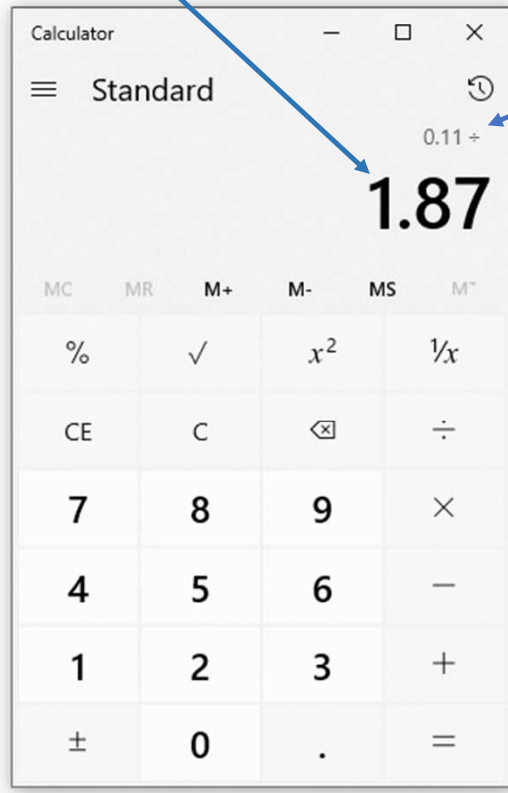 Calculator
☰ Standard
0.11 ÷
1.87
MC MR M+ M- MS M˅
% √ x² ¹/x
CE C ⌫ ÷
7 8 9 ×
4 5 6 −
1 2 3 +
± 0 . =